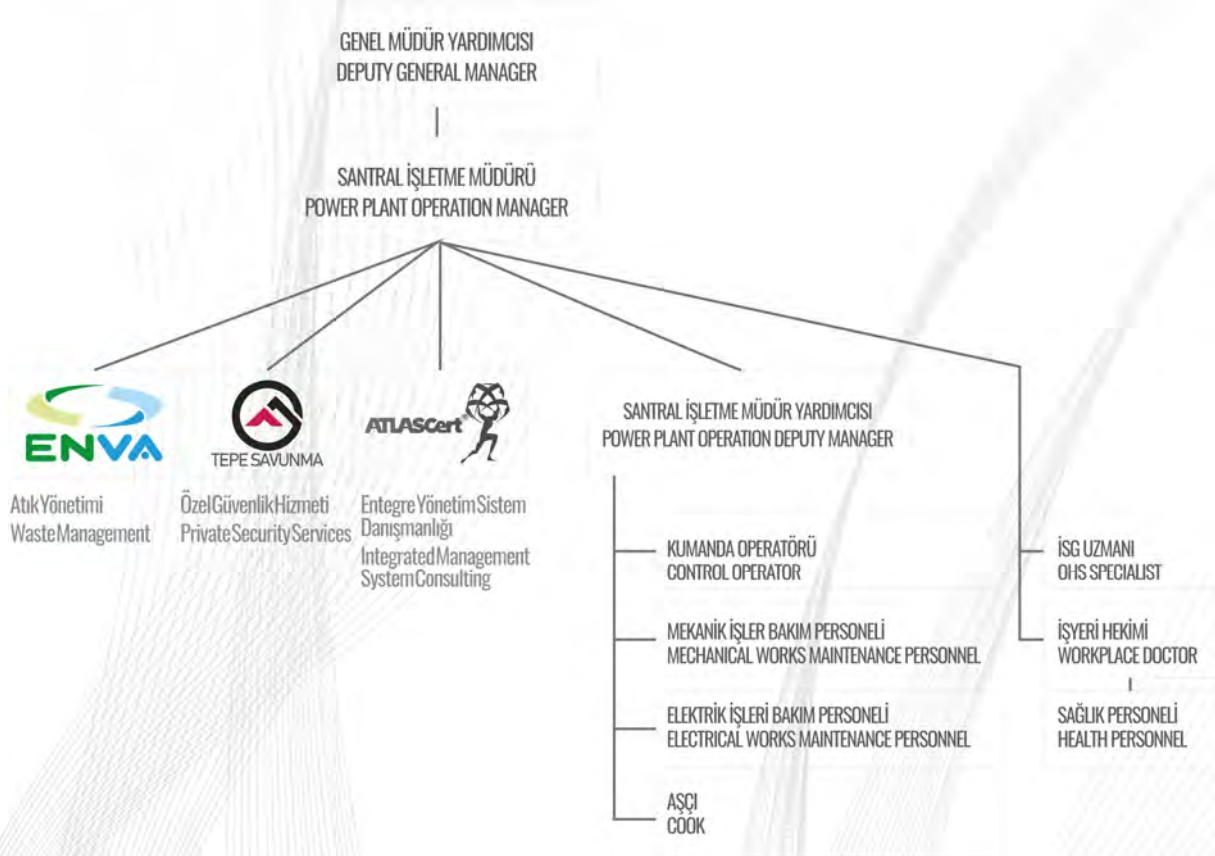 GENEL MÜDÜR YARDIMCISI
DEPUTY GENERAL MANAGER
SANTRAL İŞLETME MÜDÜRÜ
POWER PLANT OPERATION MANAGER
ENVA
Atık Yönetimi
Waste Management
TEPE SAVUNMA
Özel Güvenlik Hizmeti
Private Security Services
ATLASCert®
Entegre Yönetim Sistem
Danışmanlığı
Integrated Management
System Consulting
SANTRAL İŞLETME MÜDÜR YARDIMCISI
POWER PLANT OPERATION DEPUTY MANAGER
KUMANDA OPERATÖRÜ
CONTROL OPERATOR
MEKANİK İŞLER BAKIM PERSONELİ
MECHANICAL WORKS MAINTENANCE PERSONNEL
ELEKTRİK İŞLERİ BAKIM PERSONELİ
ELECTRICAL WORKS MAINTENANCE PERSONNEL
AŞÇI
COOK
İSG UZMANI
OHS SPECIALIST
İŞYERİ HEKİMİ
WORKPLACE DOCTOR
SAĞLIK PERSONELİ
HEALTH PERSONNEL